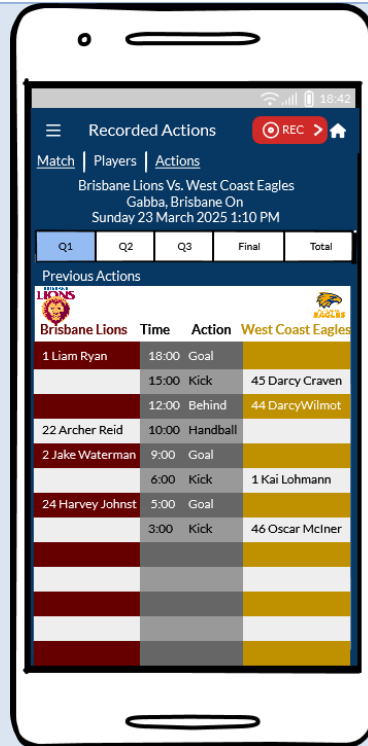 18:42
Recorded Actions REC
Match Players Actions
Brisbane Lions Vs. West Coast Eagles
Gabba, Brisbane On
Sunday 23 March 2025 1:10 PM
Q1 Q2 Q3 Final Total
Previous Actions
LIONS EAGLES
Brisbane Lions Time Action West Coast Eagles
1 Liam Ryan 18:00 Goal
15:00 Kick 45 Darcy Craven
12:00 Behind 44 DarcyWilmot
22 Archer Reid 10:00 Handball
2 Jake Waterman 9:00 Goal
6:00 Kick 1 Kai Lohmann
24 Harvey Johnst 5:00 Goal
3:00 Kick 46 Oscar McIner